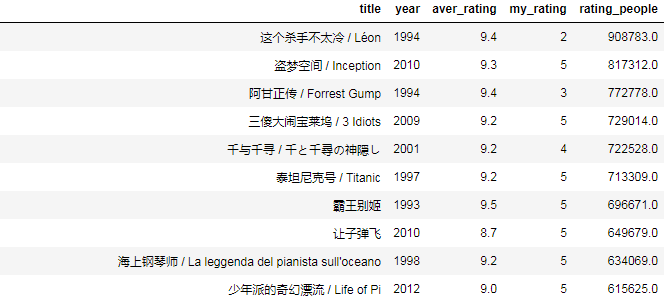 title year aver_rating my_rating rating_people
这个杀手不太冷 / Léon 1994 9.4 2 908783.0
盗梦空间 / Inception 2010 9.3 5 817312.0
阿甘正传 / Forrest Gump 1994 9.4 3 772778.0
三傻大闹宝莱坞 / 3 Idiots 2009 9.2 5 729014.0
千与千寻 / 千と千尋の神隠し 2001 9.2 4 722528.0
泰坦尼克号 / Titanic 1997 9.2 5 713309.0
霸王别姬 1993 9.5 5 696671.0
让子弹飞 2010 8.7 5 649679.0
海上钢琴师 / La leggenda del pianista sull'oceano 1998 9.2 5 634069.0
少年派的奇幻漂流 / Life of Pi 2012 9.0 5 615625.0